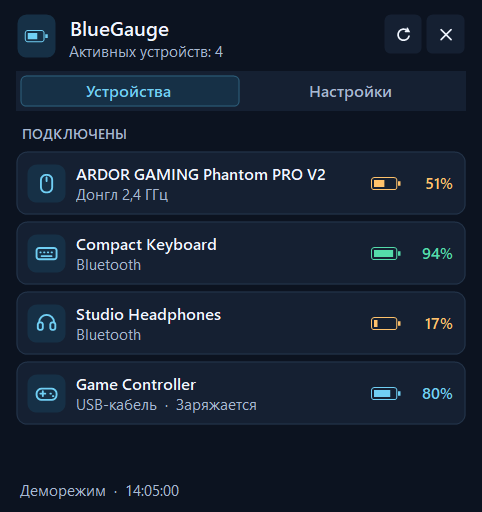 BlueGauge
Активных устройств: 4
Устройства
Настройки
ПОДКЛЮЧЕНЫ
ARDOR GAMING Phantom PRO V2
51%
Донгл 2,4 ГГц
Compact Keyboard
94%
Bluetooth
Studio Headphones
17%
Bluetooth
Game Controller
80%
USB-кабель · Заряжается
Деморежим · 14:05:00